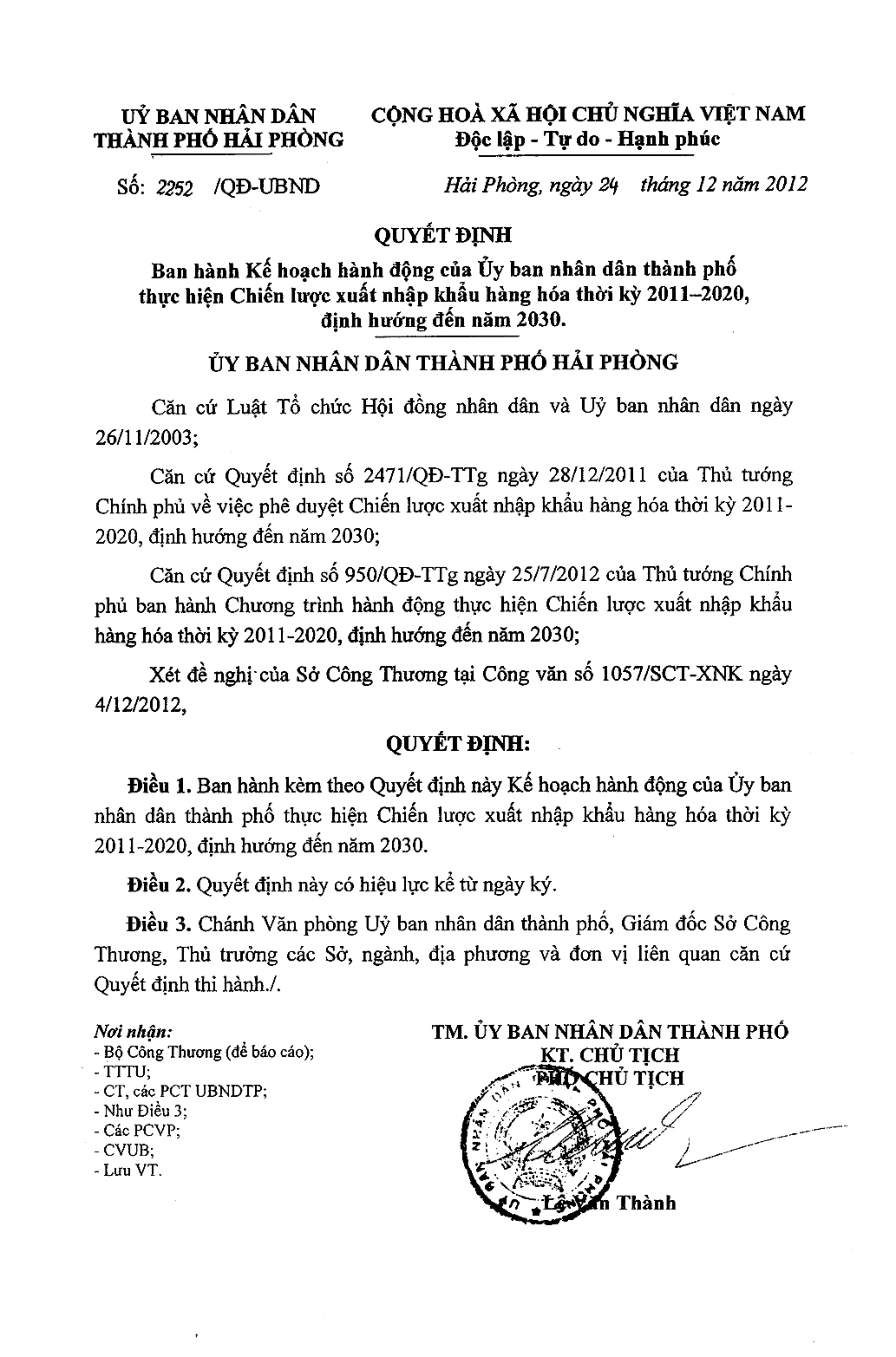 UỶ BAN NHÂN DÂN
THÀNH PHỐ HẢI PHÒNG
Số: 2252 /QĐ-UBND
CỘNG HOÀ XÃ HỘI CHỦ NGHĨA VIỆT NAM
Độc lập - Tự do - Hạnh phúc
Hải Phòng, ngày 24 tháng 12 năm 2012
QUYẾT ĐỊNH
Ban hành Kế hoạch hành động của Ủy ban nhân dân thành phố
thực hiện Chiến lược xuất nhập khẩu hàng hóa thời kỳ 2011–2020,
định hướng đến năm 2030.
ỦY BAN NHÂN DÂN THÀNH PHỐ HẢI PHÒNG
Căn cứ Luật Tổ chức Hội đồng nhân dân và Uỷ ban nhân dân ngày
26/11/2003;
Căn cứ Quyết định số 2471/QĐ-TTg ngày 28/12/2011 của Thủ tướng
Chính phủ về việc phê duyệt Chiến lược xuất nhập khẩu hàng hóa thời kỳ 2011-
2020, định hướng đến năm 2030;
Căn cứ Quyết định số 950/QĐ-TTg ngày 25/7/2012 của Thủ tướng Chính
phủ ban hành Chương trình hành động thực hiện Chiến lược xuất nhập khẩu
hàng hóa thời kỳ 2011-2020, định hướng đến năm 2030;
Xét đề nghị của Sở Công Thương tại Công văn số 1057/SCT-XNK ngày
4/12/2012,
QUYẾT ĐỊNH:
Điều 1. Ban hành kèm theo Quyết định này Kế hoạch hành động của Ủy ban
nhân dân thành phố thực hiện Chiến lược xuất nhập khẩu hàng hóa thời kỳ
2011-2020, định hướng đến năm 2030.
Điều 2. Quyết định này có hiệu lực kể từ ngày ký.
Điều 3. Chánh Văn phòng Uỷ ban nhân dân thành phố, Giám đốc Sở Công
Thương, Thủ trưởng các Sở, ngành, địa phương và đơn vị liên quan căn cứ
Quyết định thi hành./.
Nơi nhận:
- Bộ Công Thương (để báo cáo);
- TTTU;
- CT, các PCT UBNDTP;
- Như Điều 3;
- Các PCVP;
- CVUB;
- Lưu VT.
TM. ỦY BAN NHÂN DÂN THÀNH PHỐ
KT. CHỦ TỊCH
PHÓ CHỦ TỊCH
UỶ BAN NHÂN DÂN THÀNH PHỐ HẢI PHÒNG
Lê Văn Thành